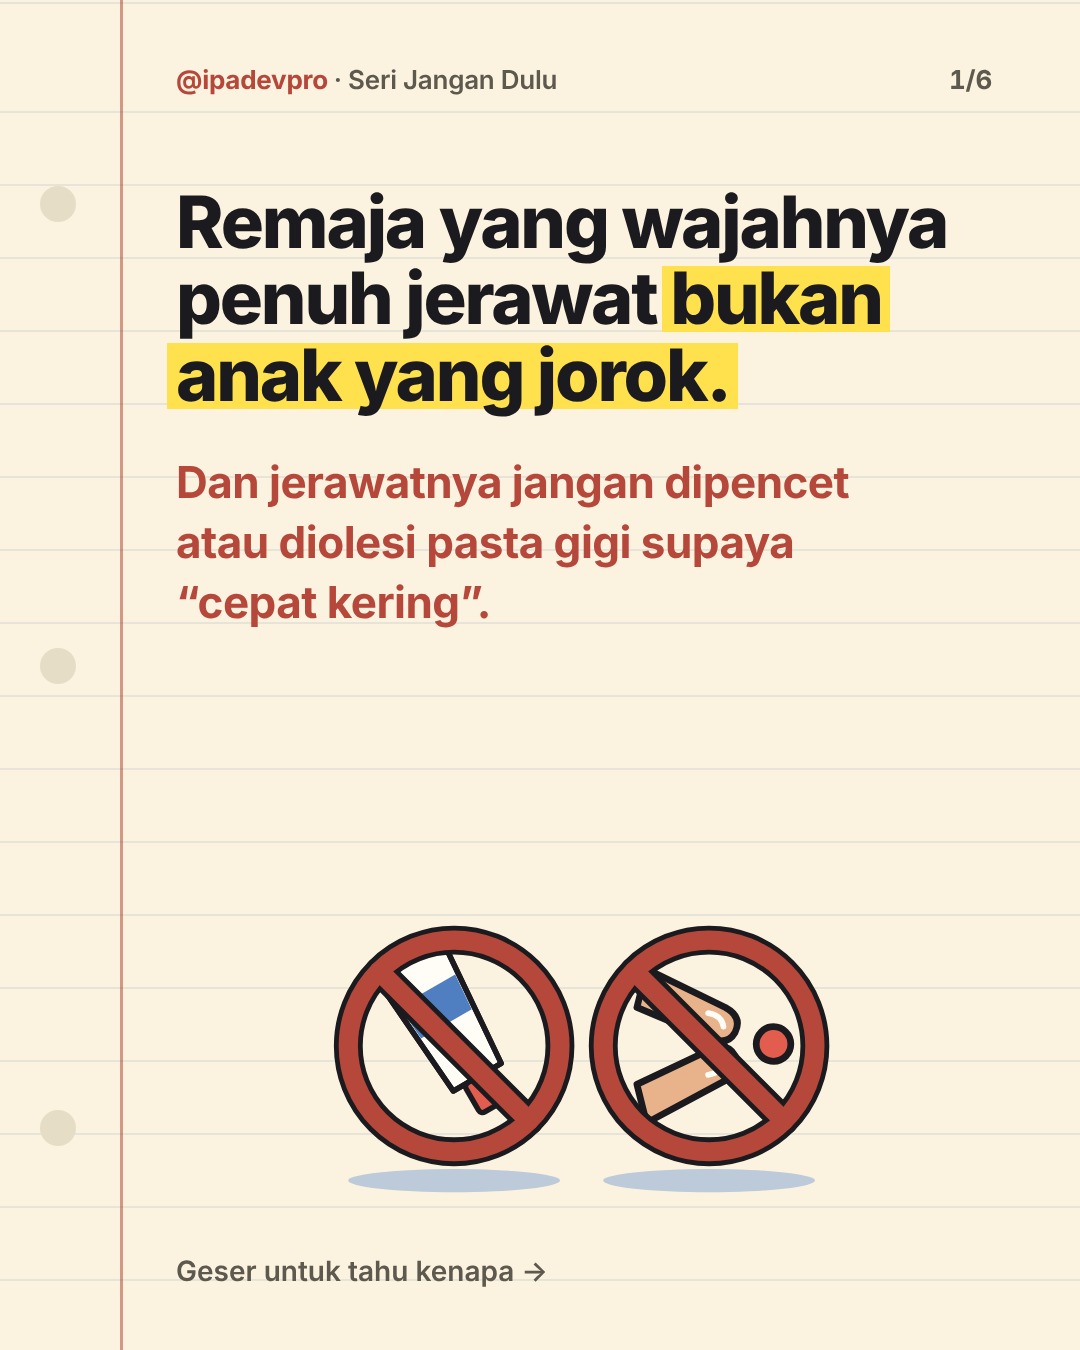 @ipadevpro · Seri Jangan Dulu
1/6
Remaja yang wajahnya
penuh jerawat bukan
anak yang jorok.
Dan jerawatnya jangan dipencet
atau diolesi pasta gigi supaya
“cepat kering”.
Geser untuk tahu kenapa →